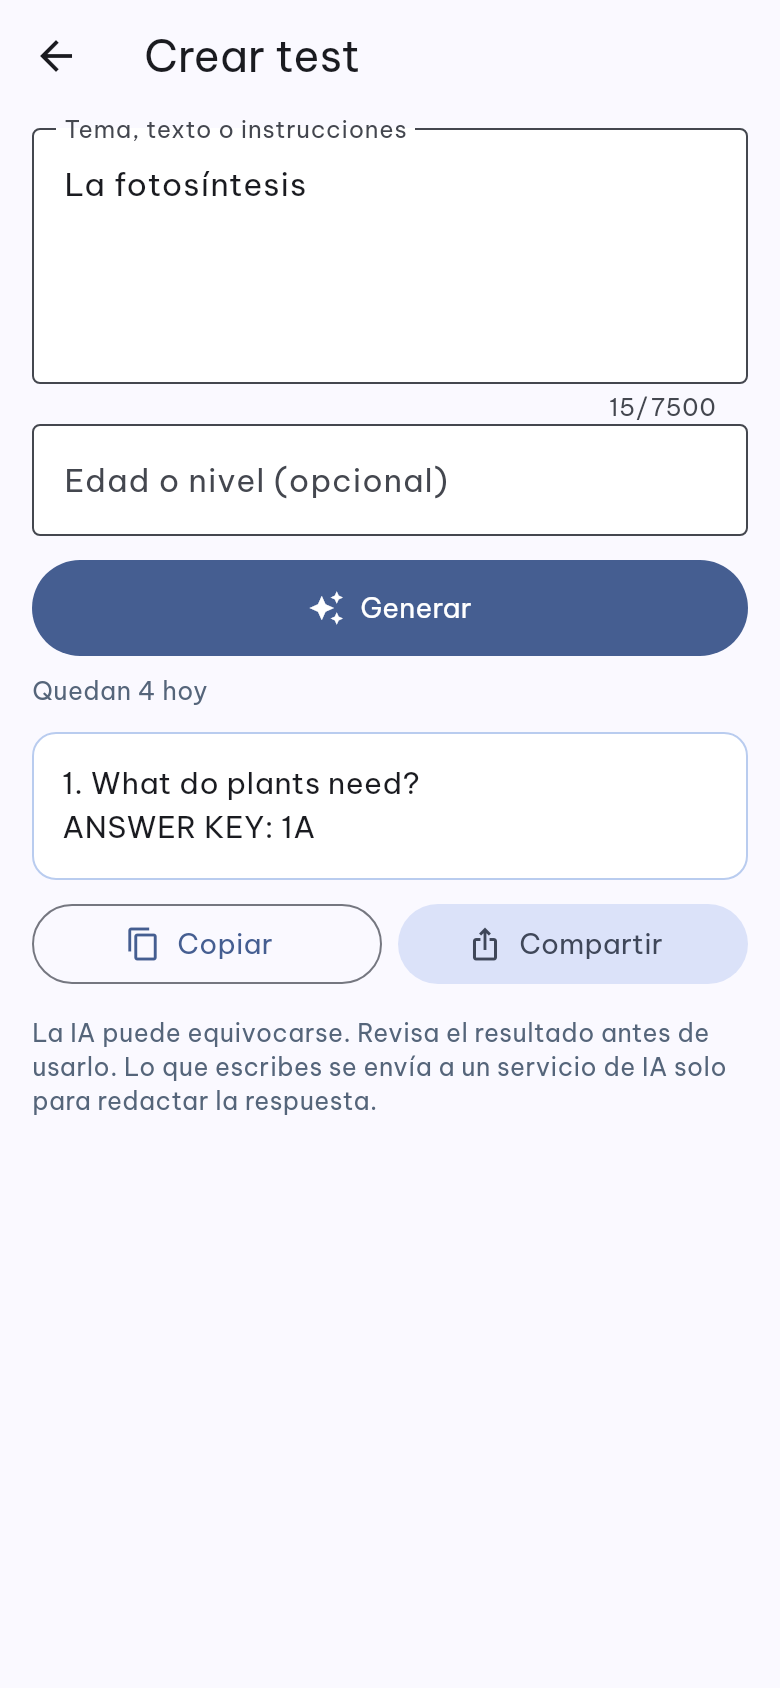 Crear test
Tema, texto o instrucciones
La fotosíntesis
15/7500
Edad o nivel (opcional)
Generar
Quedan 4 hoy
1. What do plants need?
ANSWER KEY: 1A
Copiar
Compartir
La IA puede equivocarse. Revisa el resultado antes de
usarlo. Lo que escribes se envía a un servicio de IA solo
para redactar la respuesta.